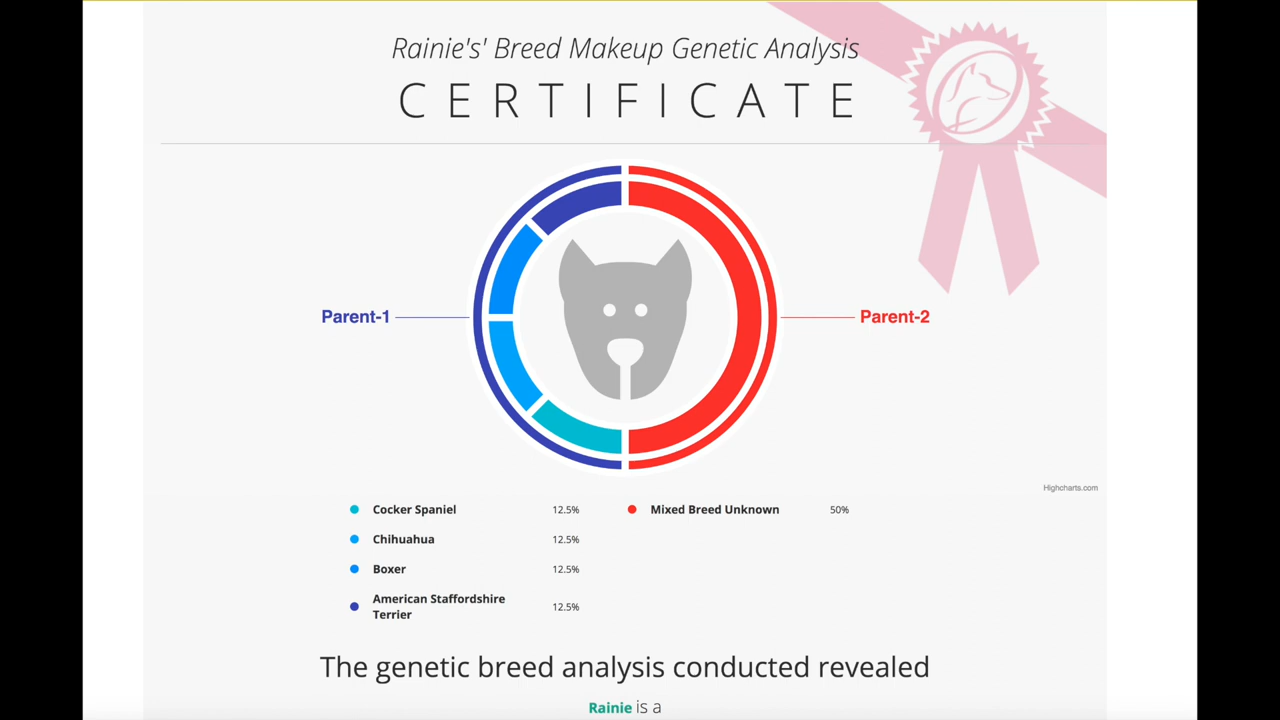 Rainie's' Breed Makeup Genetic Analysis
CERTIFICATE
Parent-1
Parent-2
Highcharts.com
Cocker Spaniel 12.5%
Mixed Breed Unknown 50%
Chihuahua 12.5%
Boxer 12.5%
American Staffordshire
Terrier 12.5%
The genetic breed analysis conducted revealed
Rainie is a